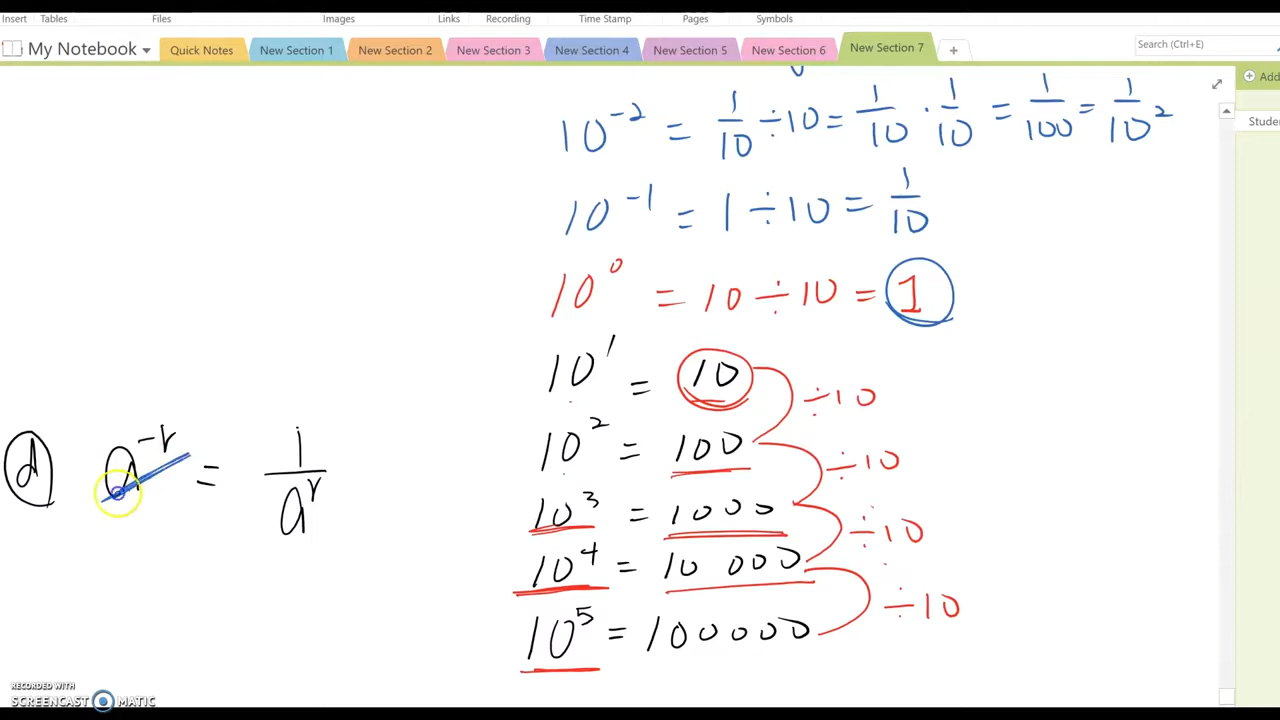 Insert Tables Files Images Links Recording Time Stamp Pages Symbols
My Notebook Quick Notes New Section 1 New Section 2 New Section 3 New Section 4 New Section 5 New Section 6 New Section 7 + Search (Ctrl+E)
Add
Studen
10⁻² = 1/10 ÷ 10 = 1/10 · 1/10 = 1/100 = 1/10²
10⁻¹ = 1 ÷ 10 = 1/10
10⁰ = 10 ÷ 10 = 1
10¹ = 10
÷10
10² = 100
÷10
d a⁻ʳ = 1/aʳ
10³ = 1000
÷10
10⁴ = 10 000
÷10
10⁵ = 100000
RECORDED WITH
SCREENCAST MATIC